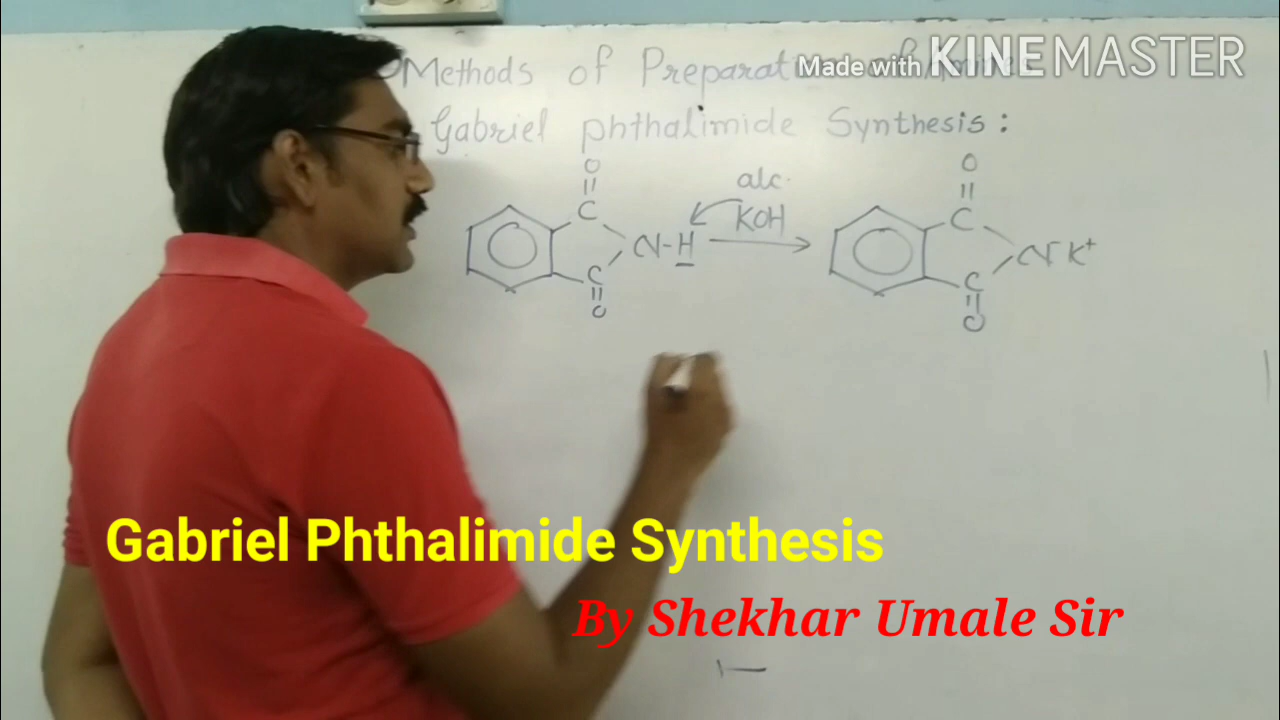 Methods of Preparat
Made with KINEMASTER
Gabriel phthalimide Synthesis:
O
O
alc.
C
KOH
C
N-H
N⁻K⁺
C
C
O
O
Gabriel Phthalimide Synthesis
By Shekhar Umale Sir